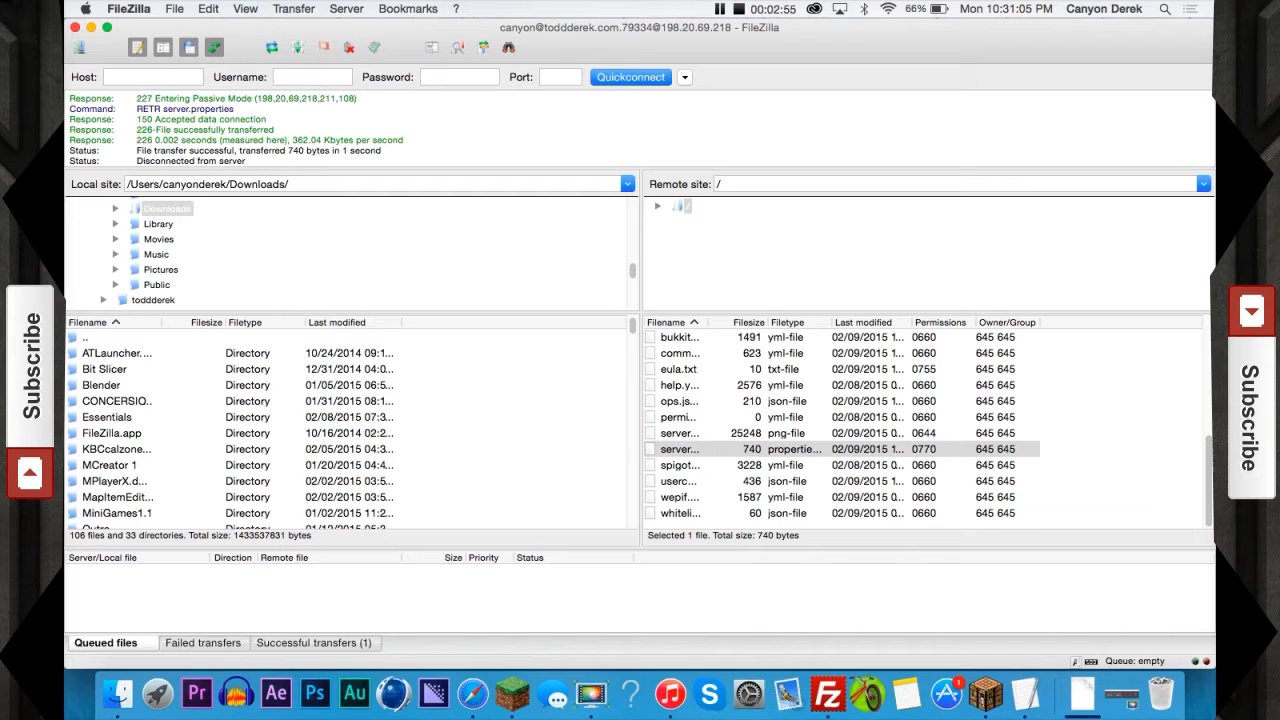 FileZilla File Edit View Transfer Server Bookmarks ? 00:02:55 66% Mon 10:31:05 Canyon Derek
canyon@toddderek.com.79334@198.20.69.218 - FileZilla
Host: Username: Password: Port: Quickconnect
Response: 227 Entering Passive Mode (198,20,69,218,211,108)
Command: RETR server.properties
Response: 150 Accepted data connection
Response: 226-File successfully transferred
Response: 226 0.002 seconds (measured here), 362.04 Kbytes per second
Status: File transfer successful, transferred 740 bytes in 1 second
Status: Disconnected from server
Local site: /Users/canyonderek/Downloads/
Downloads
Library
Movies
Music
Pictures
Public
toddderek
Filename Filesize Filetype Last modified
..
ATLauncher.... Directory 10/24/2014 09:1...
Bit Slicer Directory 12/31/2014 04:0...
Blender Directory 01/05/2015 06:5...
CONCERSIO.. Directory 01/31/2015 08:1...
Essentials Directory 02/08/2015 07:3...
FileZilla.app Directory 10/16/2014 02:2...
KBCcalzone... Directory 02/05/2015 04:3...
MCreator 1 Directory 01/20/2015 04:4...
MPlayerX.d... Directory 02/02/2015 03:5...
MapItemEdit... Directory 02/02/2015 03:5...
MiniGames1.1 Directory 01/02/2015 11:2...
Outro Directory
106 files and 33 directories. Total size: 1433537831 bytes
Remote site: /
/
Filename Filesize Filetype Last modified Permissions Owner/Group
bukkit... 1491 yml-file 02/09/2015 1... 0660 645 645
comm... 623 yml-file 02/09/2015 1... 0660 645 645
eula.txt 10 txt-file 02/09/2015 1... 0755 645 645
help.y... 2576 yml-file 02/08/2015 0... 0660 645 645
ops.js... 210 json-file 02/09/2015 1... 0660 645 645
permi... 0 yml-file 02/08/2015 0... 0660 645 645
server... 25248 png-file 02/09/2015 1... 0644 645 645
server... 740 propertie... 02/09/2015 1... 0770 645 645
spigot... 3228 yml-file 02/08/2015 0... 0660 645 645
userc... 436 json-file 02/09/2015 1... 0660 645 645
wepif.... 1587 yml-file 02/09/2015 1... 0660 645 645
whiteli... 60 json-file 02/09/2015 1... 0660 645 645
Selected 1 file. Total size: 740 bytes
Server/Local file Direction Remote file Size Priority Status
Queued files Failed transfers Successful transfers (1)
Queue: empty
Pr Ae Ps Au ? S Fz 1
Subscribe
Subscribe